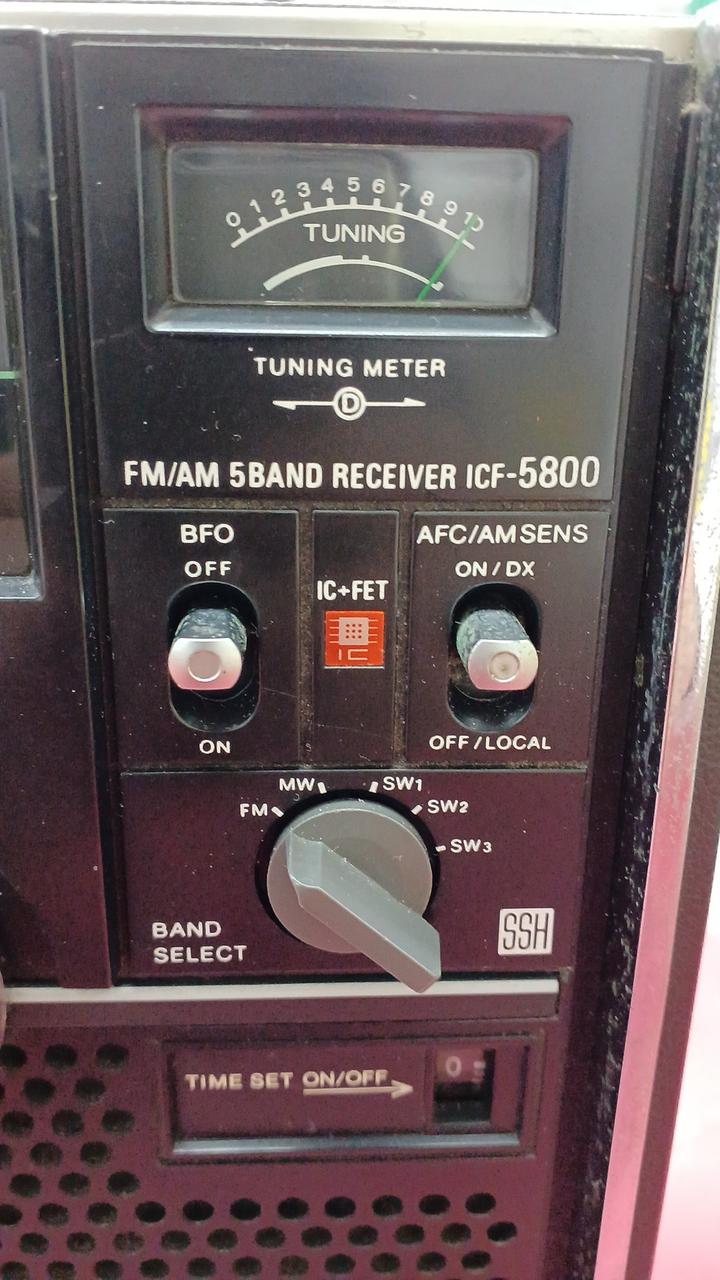 0 1 2 3 4 5 6 7 8 9 10
TUNING
TUNING METER
D
FM/AM 5BAND RECEIVER ICF-5800
BFO
OFF
ON
IC+FET
IC
AFC/AM SENS
ON/DX
OFF/LOCAL
MW
SW1
FM
SW2
SW3
BAND
SELECT
SSH
TIME SET ON/OFF
0